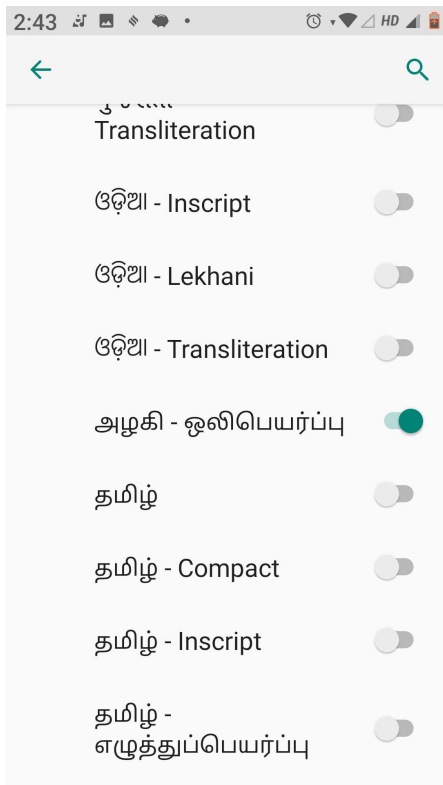 2:43 HD
Transliteration
ଓଡ଼ିଆ - Inscript
ଓଡ଼ିଆ - Lekhani
ଓଡ଼ିଆ - Transliteration
அழகி - ஒலிபெயர்ப்பு
தமிழ்
தமிழ் - Compact
தமிழ் - Inscript
தமிழ் -
எழுத்துப்பெயர்ப்பு